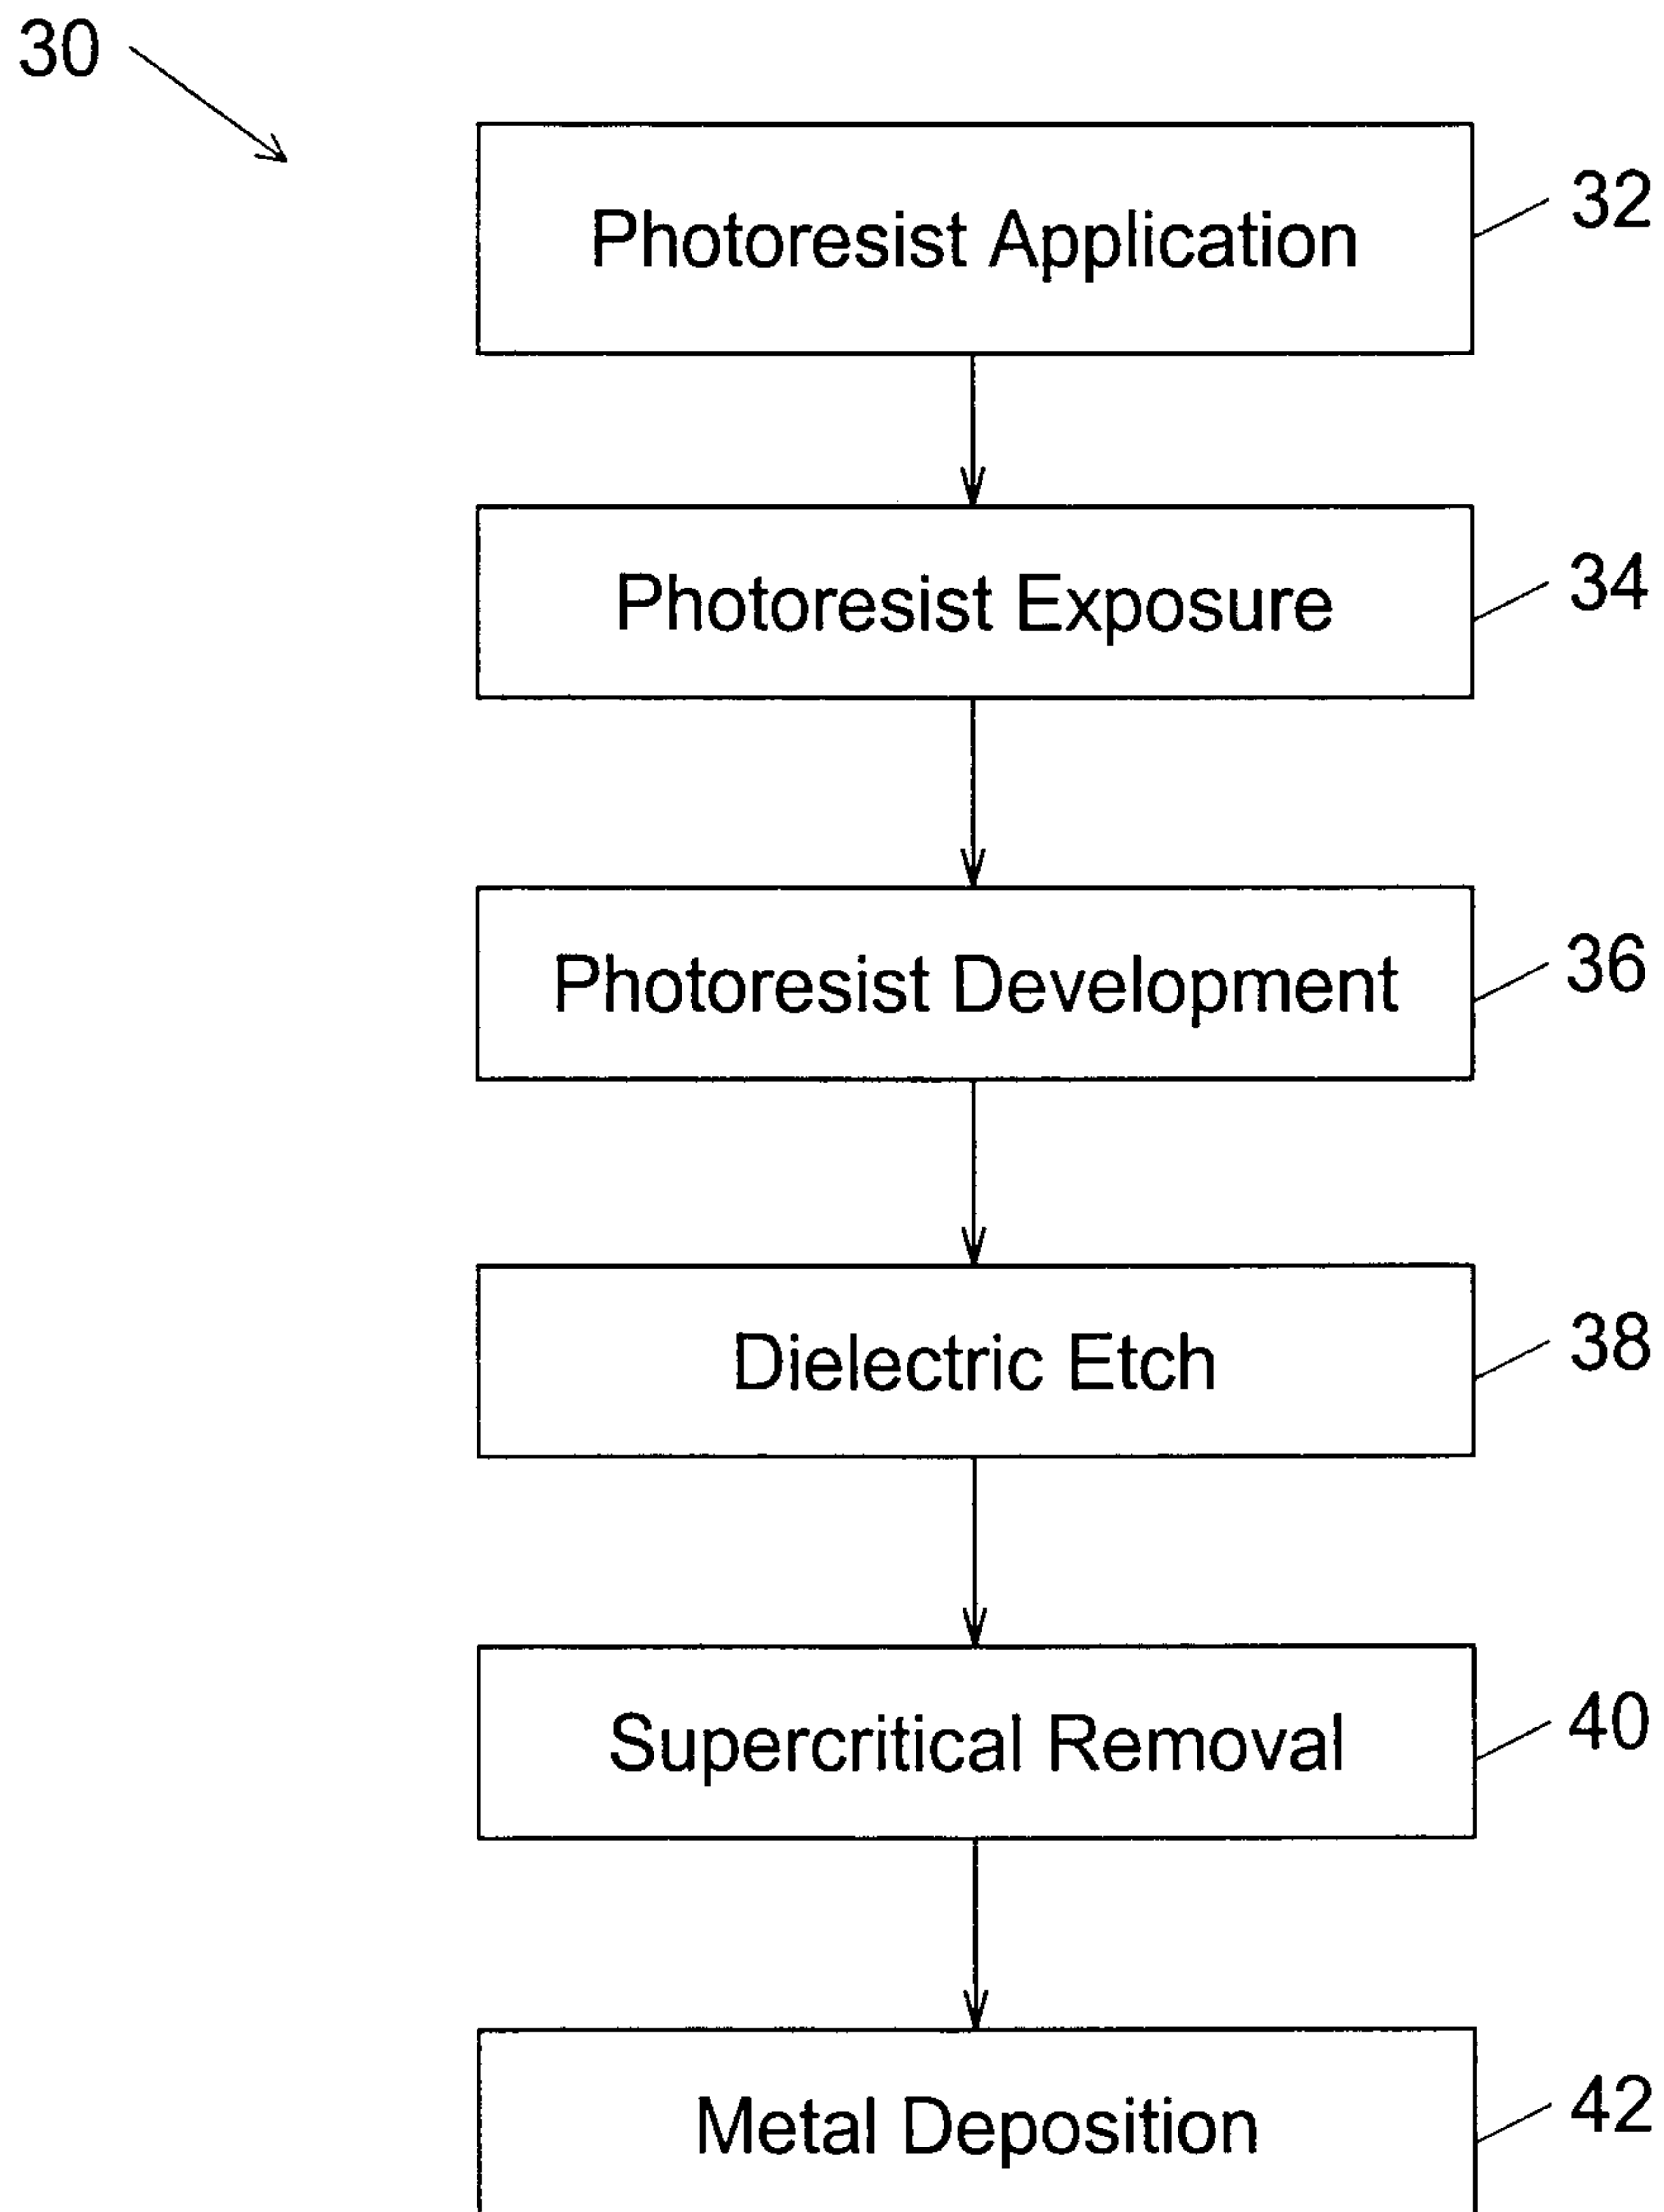 30
Photoresist Application
32
Photoresist Exposure
34
Photoresist Development
36
Dielectric Etch
38
Supercritical Removal
40
Metal Deposition
42